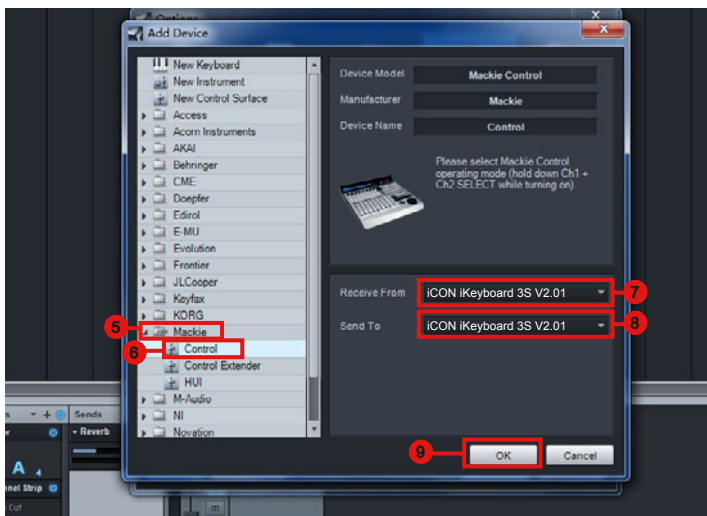 Options
Add Device
New Keyboard
New Instrument
New Control Surface
Access
Acorn Instruments
AKAI
Behringer
CME
Doepfer
Edirol
E-MU
Evolution
Frontier
JLCooper
Keyfax
KORG
5
Mackie
6
Control
Control Extender
HUI
M-Audio
NI
Novation
Device Model
Mackie Control
Manufacturer
Mackie
Device Name
Control
Please select Mackie Control
operating mode (hold down Ch1 +
Ch2 SELECT while turning on).
Receive From
iCON iKeyboard 3S V2.01
7
Send To
iCON iKeyboard 3S V2.01
8
9
OK
Cancel
Sends
Reverb
A
Cut
m